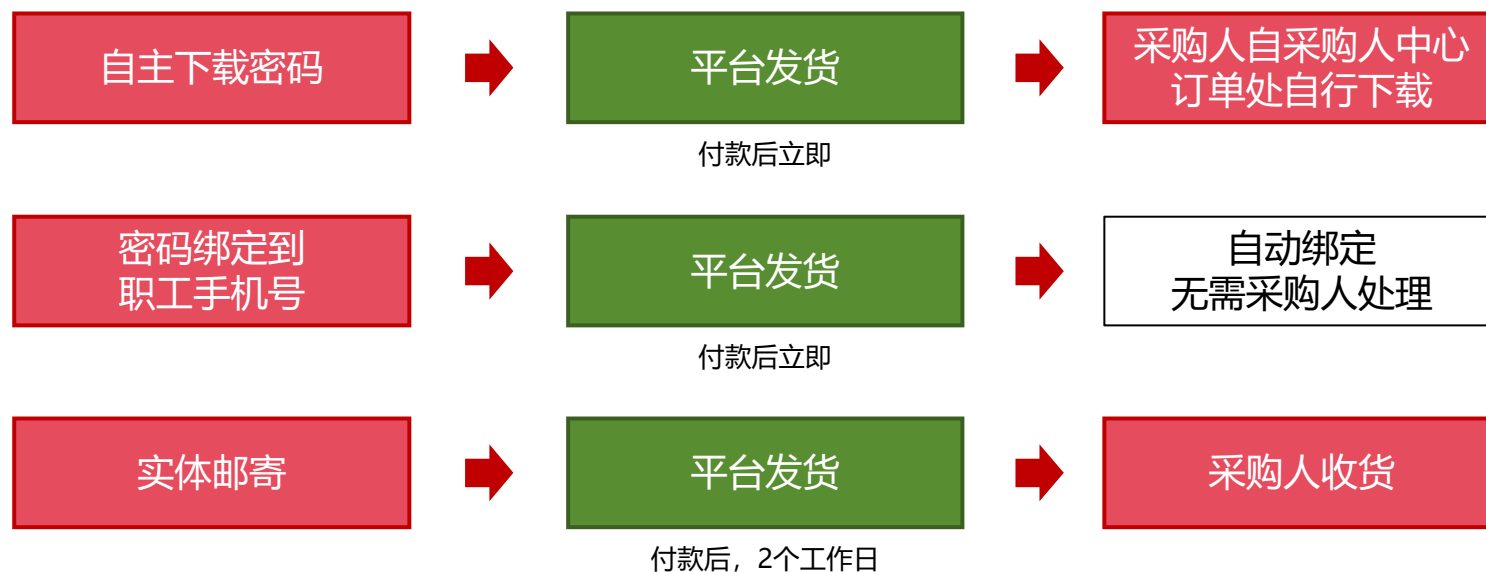 自主下载密码
平台发货
采购人自采购人中心
订单处自行下载
付款后立即
密码绑定到
职工手机号
平台发货
自动绑定
无需采购人处理
付款后立即
实体邮寄
平台发货
采购人收货
付款后，2个工作日